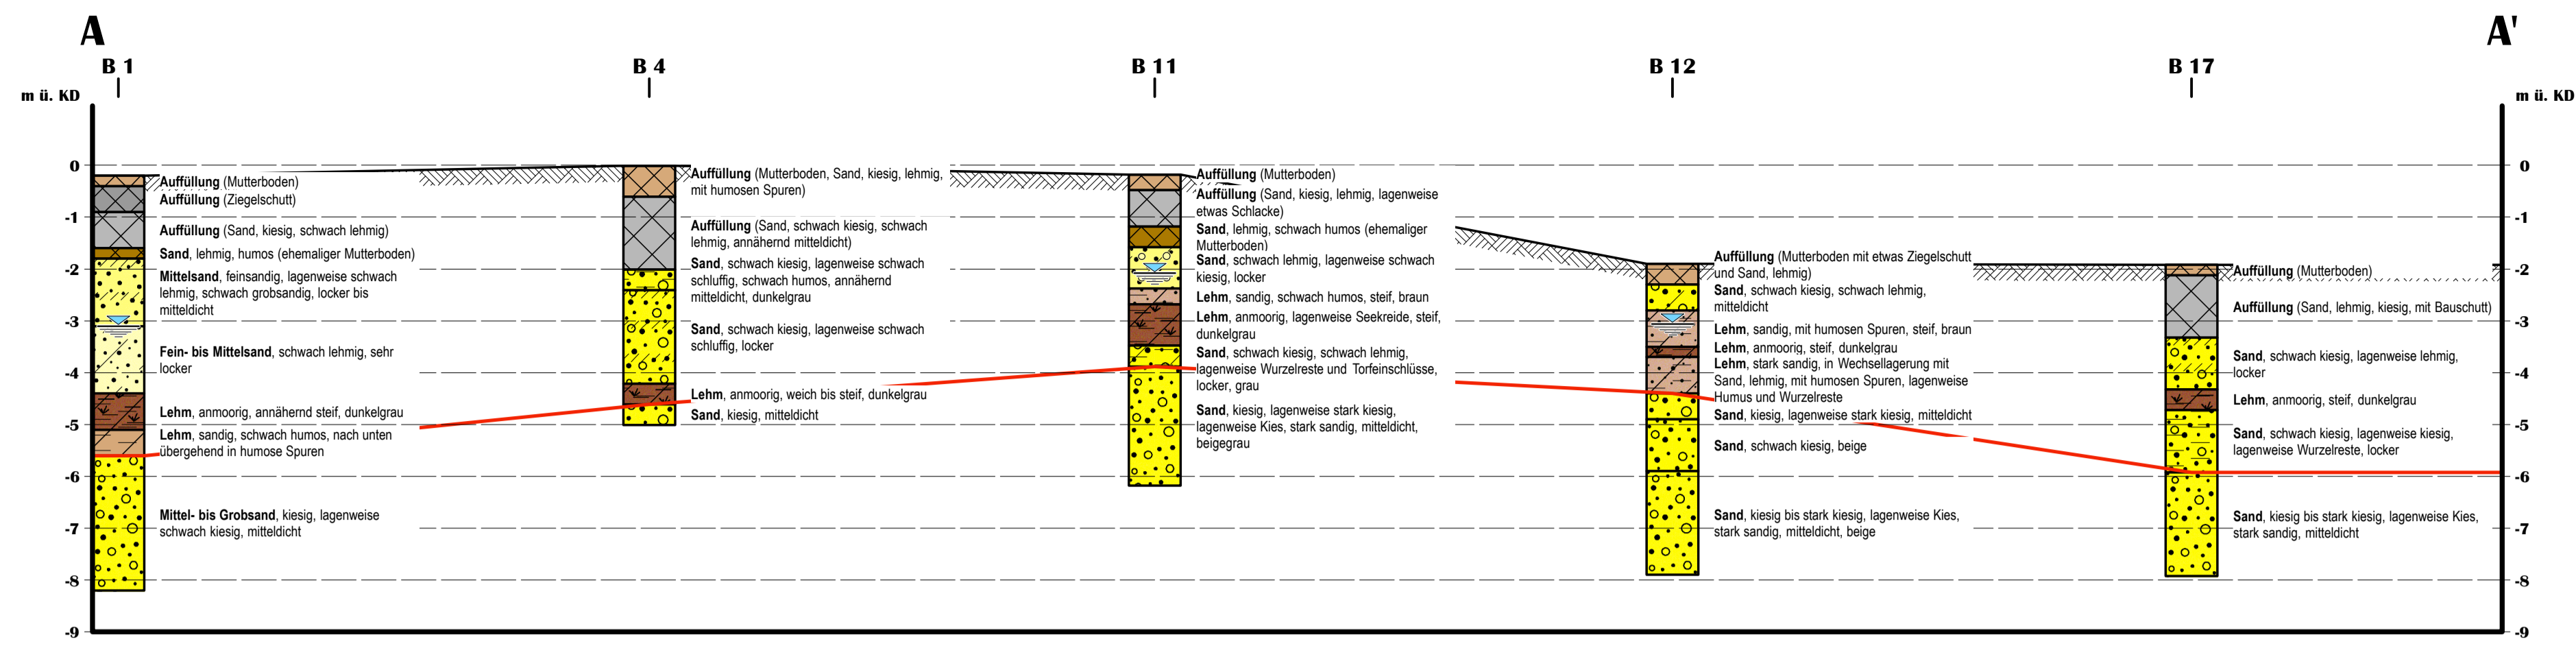 A
A'
B 1
B 4
B 11
B 12
B 17
m ü. KD
m ü. KD
0
-1
-2
-3
-4
-5
-6
-7
-8
-9
Auffüllung (Mutterboden)
Auffüllung (Ziegelschutt)
Auffüllung (Sand, kiesig, schwach lehmig)
Sand, lehmig, humos (ehemaliger Mutterboden)
Mittelsand, feinsandig, lagenweise schwach
lehmig, schwach grobsandig, locker bis
mitteldicht
Fein- bis Mittelsand, schwach lehmig, sehr
locker
Lehm, anmoorig, annähernd steif, dunkelgrau
Lehm, sandig, schwach humos, nach unten
übergehend in humose Spuren
Mittel- bis Grobsand, kiesig, lagenweise
schwach kiesig, mitteldicht
Auffüllung (Mutterboden, Sand, kiesig, lehmig,
mit humosen Spuren)
Auffüllung (Sand, schwach kiesig, schwach
lehmig, annähernd mitteldicht)
Sand, schwach kiesig, lagenweise schwach
schluffig, schwach humos, annähernd
mitteldicht, dunkelgrau
Sand, schwach kiesig, lagenweise schwach
schluffig, locker
Lehm, anmoorig, weich bis steif, dunkelgrau
Sand, kiesig, mitteldicht
Auffüllung (Mutterboden)
Auffüllung (Sand, kiesig, lehmig, lagenweise
etwas Schlacke)
Sand, lehmig, schwach humos (ehemaliger
Mutterboden)
Sand, schwach lehmig, lagenweise schwach
kiesig, locker
Lehm, sandig, schwach humos, steif, braun
Lehm, anmoorig, lagenweise Seekreide, steif,
dunkelgrau
Sand, schwach kiesig, schwach lehmig,
lagenweise Wurzelreste und Torfeinschlüsse,
locker, grau
Sand, kiesig, lagenweise stark kiesig,
lagenweise Kies, stark sandig, mitteldicht,
beigegrau
Auffüllung (Mutterboden mit etwas Ziegelschutt
und Sand, lehmig)
Sand, schwach kiesig, schwach lehmig,
mitteldicht
Lehm, sandig, mit humosen Spuren, steif, braun
Lehm, anmoorig, steif, dunkelgrau
Lehm, stark sandig, in Wechsellagerung mit
Sand, lehmig, mit humosen Spuren, lagenweise
Humus und Wurzelreste
Sand, kiesig, lagenweise stark kiesig, mitteldicht
Sand, schwach kiesig, beige
Sand, kiesig bis stark kiesig, lagenweise Kies,
stark sandig, mitteldicht, beige
Auffüllung (Mutterboden)
Auffüllung (Sand, lehmig, kiesig, mit Bauschutt)
Sand, schwach kiesig, lagenweise lehmig,
locker
Lehm, anmoorig, steif, dunkelgrau
Sand, schwach kiesig, lagenweise kiesig,
lagenweise Wurzelreste, locker
Sand, kiesig bis stark kiesig, lagenweise Kies,
stark sandig, mitteldicht
0
-1
-2
-3
-4
-5
-6
-7
-8
-9